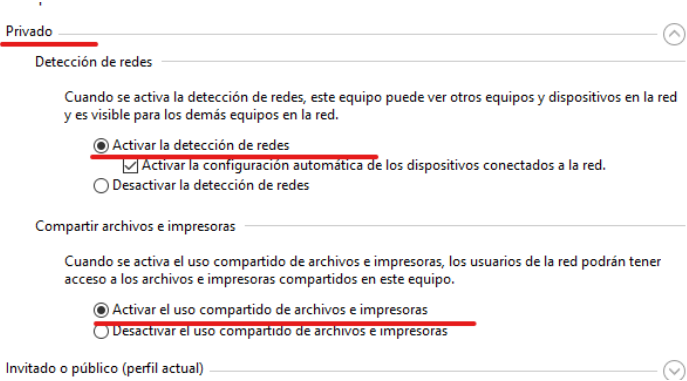 Privado
Detección de redes
Cuando se activa la detección de redes, este equipo puede ver otros equipos y dispositivos en la red
y es visible para los demás equipos en la red.
Activar la detección de redes
Activar la configuración automática de los dispositivos conectados a la red.
Desactivar la detección de redes
Compartir archivos e impresoras
Cuando se activa el uso compartido de archivos e impresoras, los usuarios de la red podrán tener
acceso a los archivos e impresoras compartidos en este equipo.
Activar el uso compartido de archivos e impresoras
Desactivar el uso compartido de archivos e impresoras
Invitado o público (perfil actual)